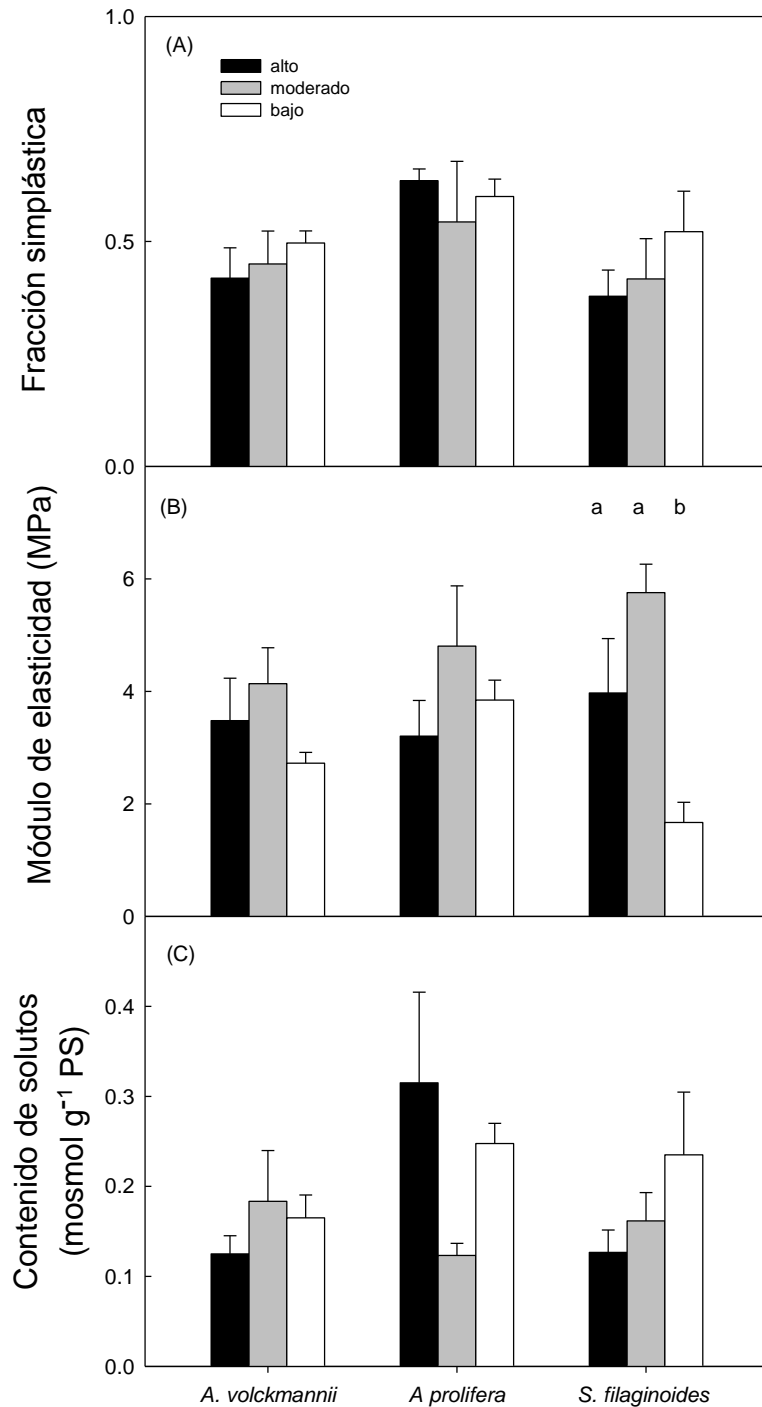 1.0
(A)
alto
moderado
bajo
Fracción simplástica
0.5
0.0
(B)
a a b
Módulo de elasticidad (MPa)
6
4
2
0
(C)
Contenido de solutos
(mosmol g⁻¹ PS)
0.4
0.3
0.2
0.1
0.0
A. volckmannii A prolifera S. filaginoides